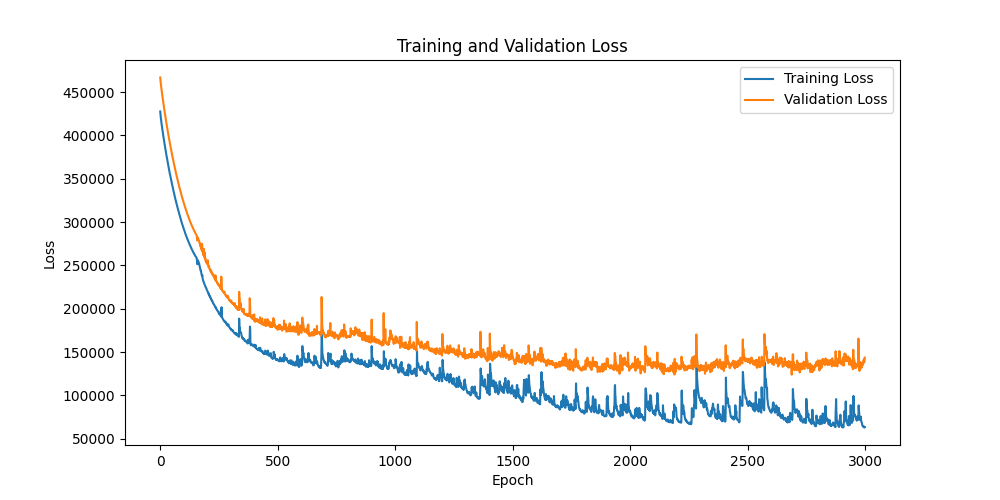 Training and Validation Loss
Training Loss
Validation Loss
Loss
450000
400000
350000
300000
250000
200000
150000
100000
50000
0 500 1000 1500 2000 2500 3000
Epoch